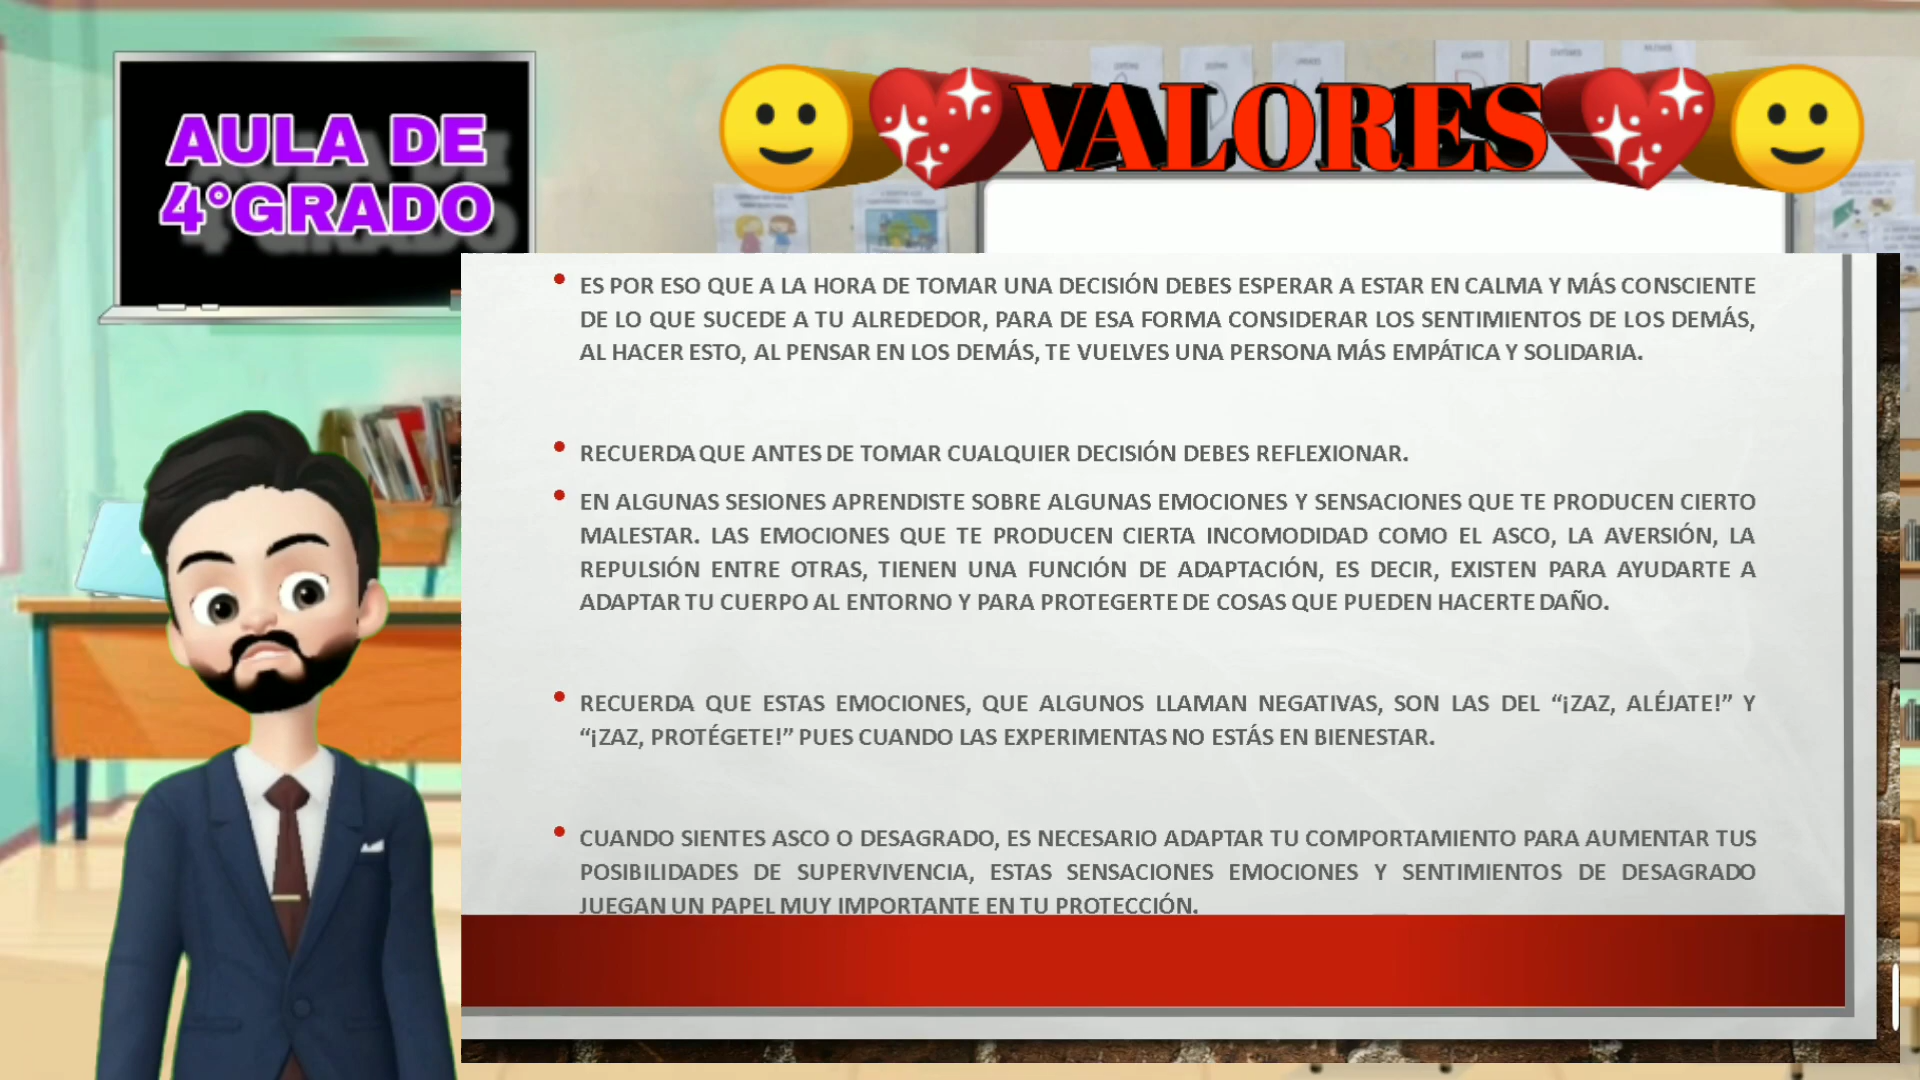 AULA DE
4°GRADO
VALORES
• ES POR ESO QUE A LA HORA DE TOMAR UNA DECISIÓN DEBES ESPERAR A ESTAR EN CALMA Y MÁS CONSCIENTE
DE LO QUE SUCEDE A TU ALREDEDOR, PARA DE ESA FORMA CONSIDERAR LOS SENTIMIENTOS DE LOS DEMÁS,
AL HACER ESTO, AL PENSAR EN LOS DEMÁS, TE VUELVES UNA PERSONA MÁS EMPÁTICA Y SOLIDARIA.
• RECUERDA QUE ANTES DE TOMAR CUALQUIER DECISIÓN DEBES REFLEXIONAR.
• EN ALGUNAS SESIONES APRENDISTE SOBRE ALGUNAS EMOCIONES Y SENSACIONES QUE TE PRODUCEN CIERTO
MALESTAR. LAS EMOCIONES QUE TE PRODUCEN CIERTA INCOMODIDAD COMO EL ASCO, LA AVERSIÓN, LA
REPULSIÓN ENTRE OTRAS, TIENEN UNA FUNCIÓN DE ADAPTACIÓN, ES DECIR, EXISTEN PARA AYUDARTE A
ADAPTAR TU CUERPO AL ENTORNO Y PARA PROTEGERTE DE COSAS QUE PUEDEN HACERTE DAÑO.
• RECUERDA QUE ESTAS EMOCIONES, QUE ALGUNOS LLAMAN NEGATIVAS, SON LAS DEL “¡ZAZ, ALÉJATE!” Y
“¡ZAZ, PROTÉGETE!” PUES CUANDO LAS EXPERIMENTAS NO ESTÁS EN BIENESTAR.
• CUANDO SIENTES ASCO O DESAGRADO, ES NECESARIO ADAPTAR TU COMPORTAMIENTO PARA AUMENTAR TUS
POSIBILIDADES DE SUPERVIVENCIA, ESTAS SENSACIONES EMOCIONES Y SENTIMIENTOS DE DESAGRADO
JUEGAN UN PAPEL MUY IMPORTANTE EN TU PROTECCIÓN.